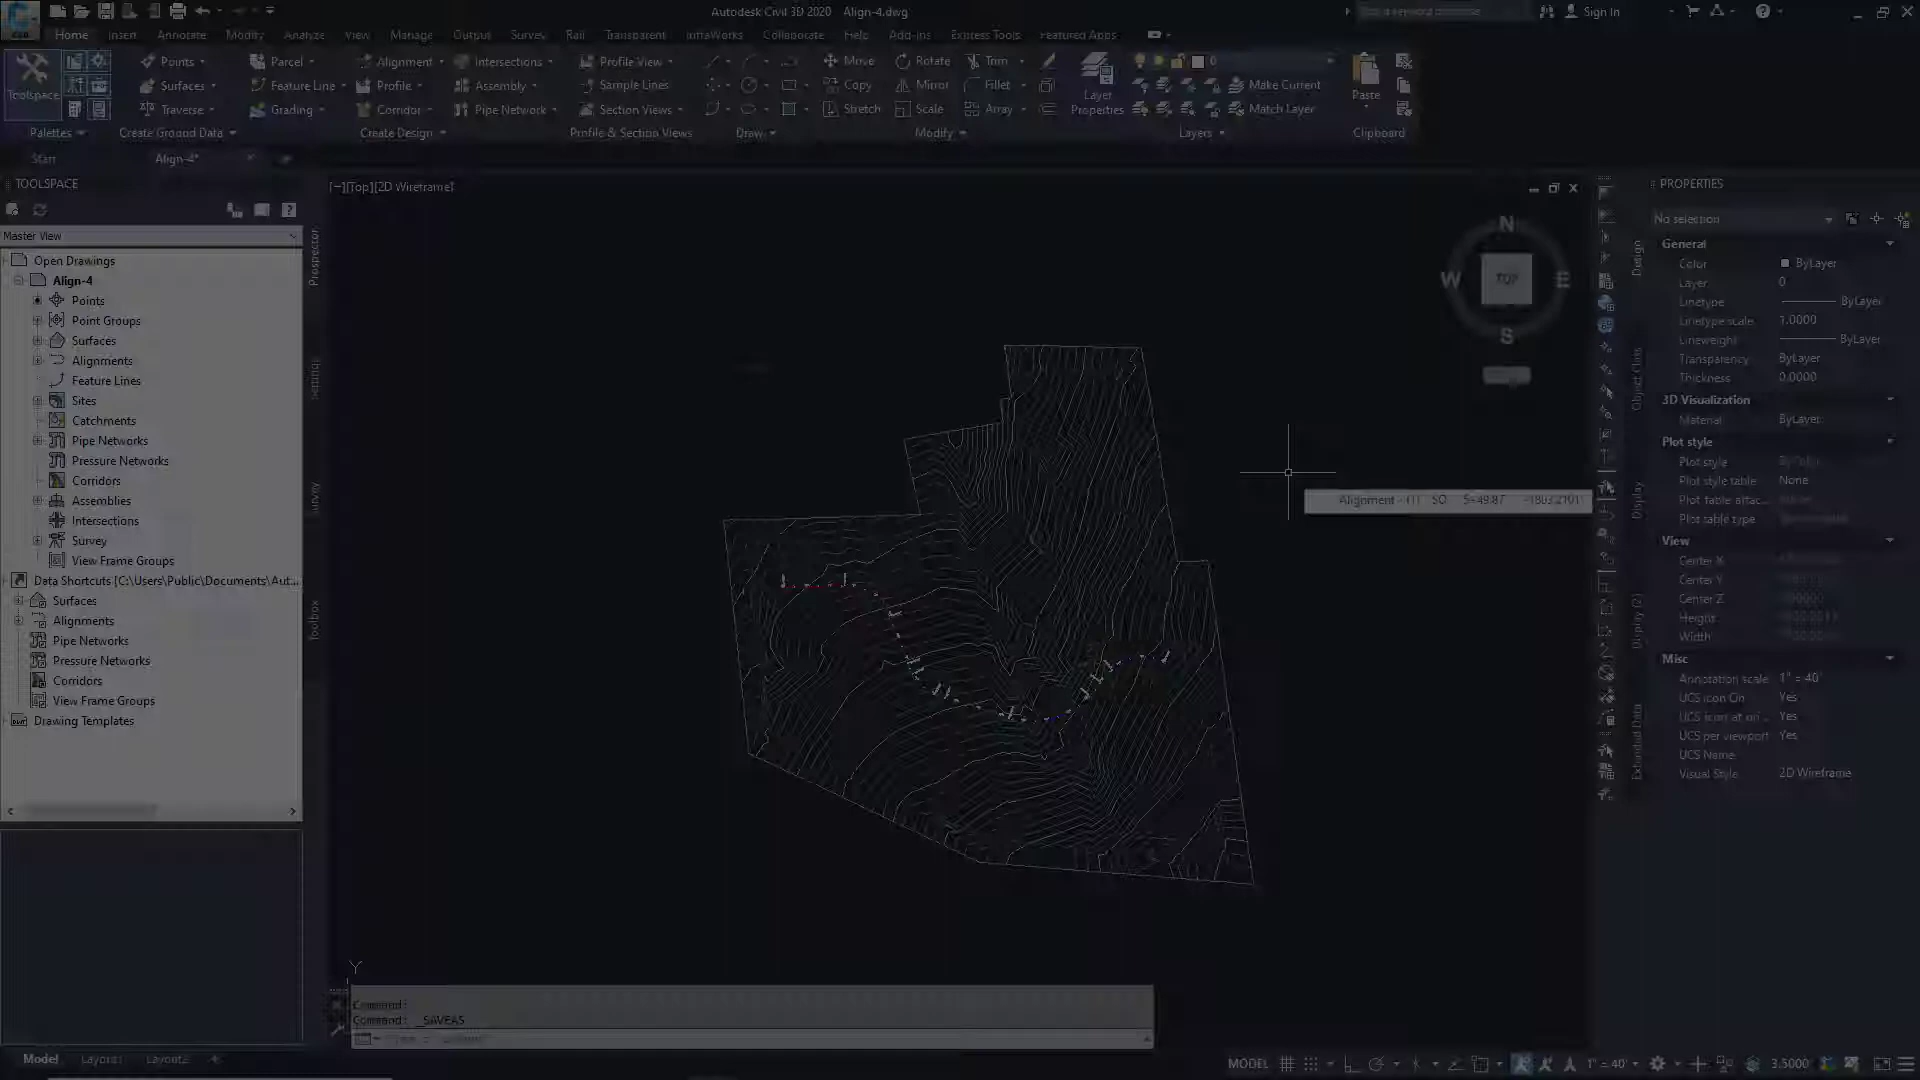 Autodesk Civil 3D 2020 Align-4.dwg
Sign In
Home Insert Annotate Modify Analyze View Manage Output Survey Rail Transparent InfraWorks Collaborate Help Add-ins Express Tools Featured Apps
Toolspace
Points
Surfaces
Traverse
Parcel
Feature Line
Grading
Alignment
Profile
Corridor
Intersections
Assembly
Pipe Network
Profile View
Sample Lines
Section Views
Move
Copy
Stretch
Rotate
Mirror
Scale
Trim
Fillet
Array
Layer
Properties
0
Make Current
Match Layer
Paste
Palettes
Create Ground Data
Create Design
Profile & Section Views
Draw
Modify
Layers
Clipboard
Start
Align-4*
TOOLSPACE
Master View
Open Drawings
Align-4
Points
Point Groups
Surfaces
Alignments
Feature Lines
Sites
Catchments
Pipe Networks
Pressure Networks
Corridors
Assemblies
Intersections
Survey
View Frame Groups
Data Shortcuts [C:\Users\Public\Documents\Aut...
Surfaces
Alignments
Pipe Networks
Pressure Networks
Corridors
View Frame Groups
Drawing Templates
Prospector
Settings
Survey
Toolbox
[−][Top][2D Wireframe]
N
W
TOP
E
S
Y
Command:
Command: _SAVEAS
PROPERTIES
No selection
General
Color ByLayer
Layer 0
Linetype ByLayer
Linetype scale 1.0000
Lineweight ByLayer
Transparency ByLayer
Thickness 0.0000
3D Visualization
Material ByLayer
Plot style
Plot style ByColor
Plot style table None
Plot table attac...
Plot table type
View
Center X
Center Y
Center Z
Height
Width
Misc
Annotation scale 1" = 40'
UCS icon On Yes
UCS icon at ori... Yes
UCS per viewport Yes
UCS Name
Visual Style 2D Wireframe
Design
Object Class
Display
Display (2)
Extended Data
Model Layout1 Layout2 +
MODEL 1" = 40' 3.5000